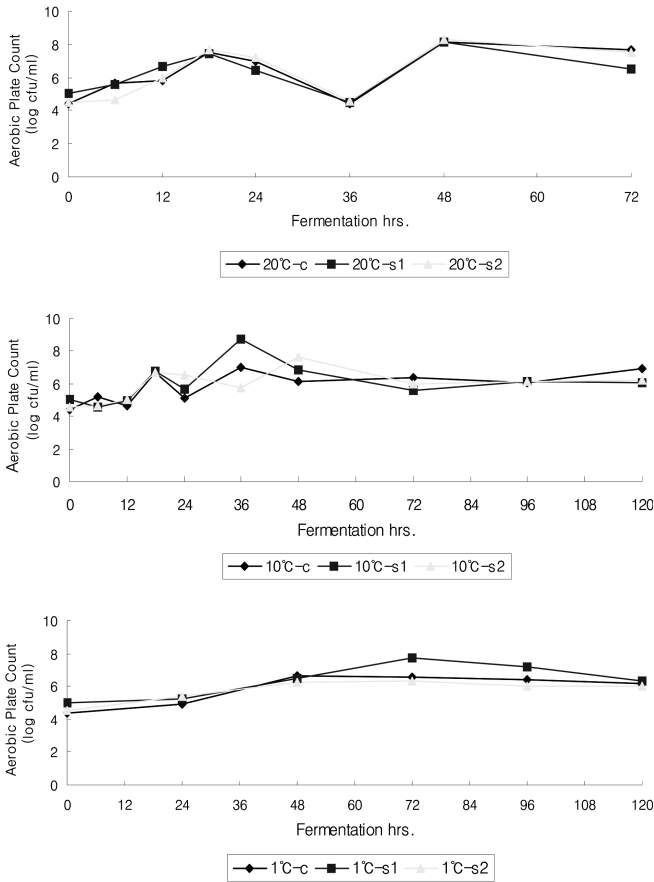 Aerobic Plate Count
(log cfu/ml)
10
8
6
4
2
0
0 12 24 36 48 60 72
Fermentation hrs.
20℃-c 20℃-s1 20℃-s2
Aerobic Plate Count
(log cfu/ml)
10
8
6
4
2
0
0 12 24 36 48 60 72 84 96 108 120
Fermentation hrs.
10℃-c 10℃-s1 10℃-s2
Aerobic Plate Count
(log cfu/ml)
10
8
6
4
2
0
0 12 24 36 48 60 72 84 96 108 120
Fermentation hrs.
1℃-c 1℃-s1 1℃-s2